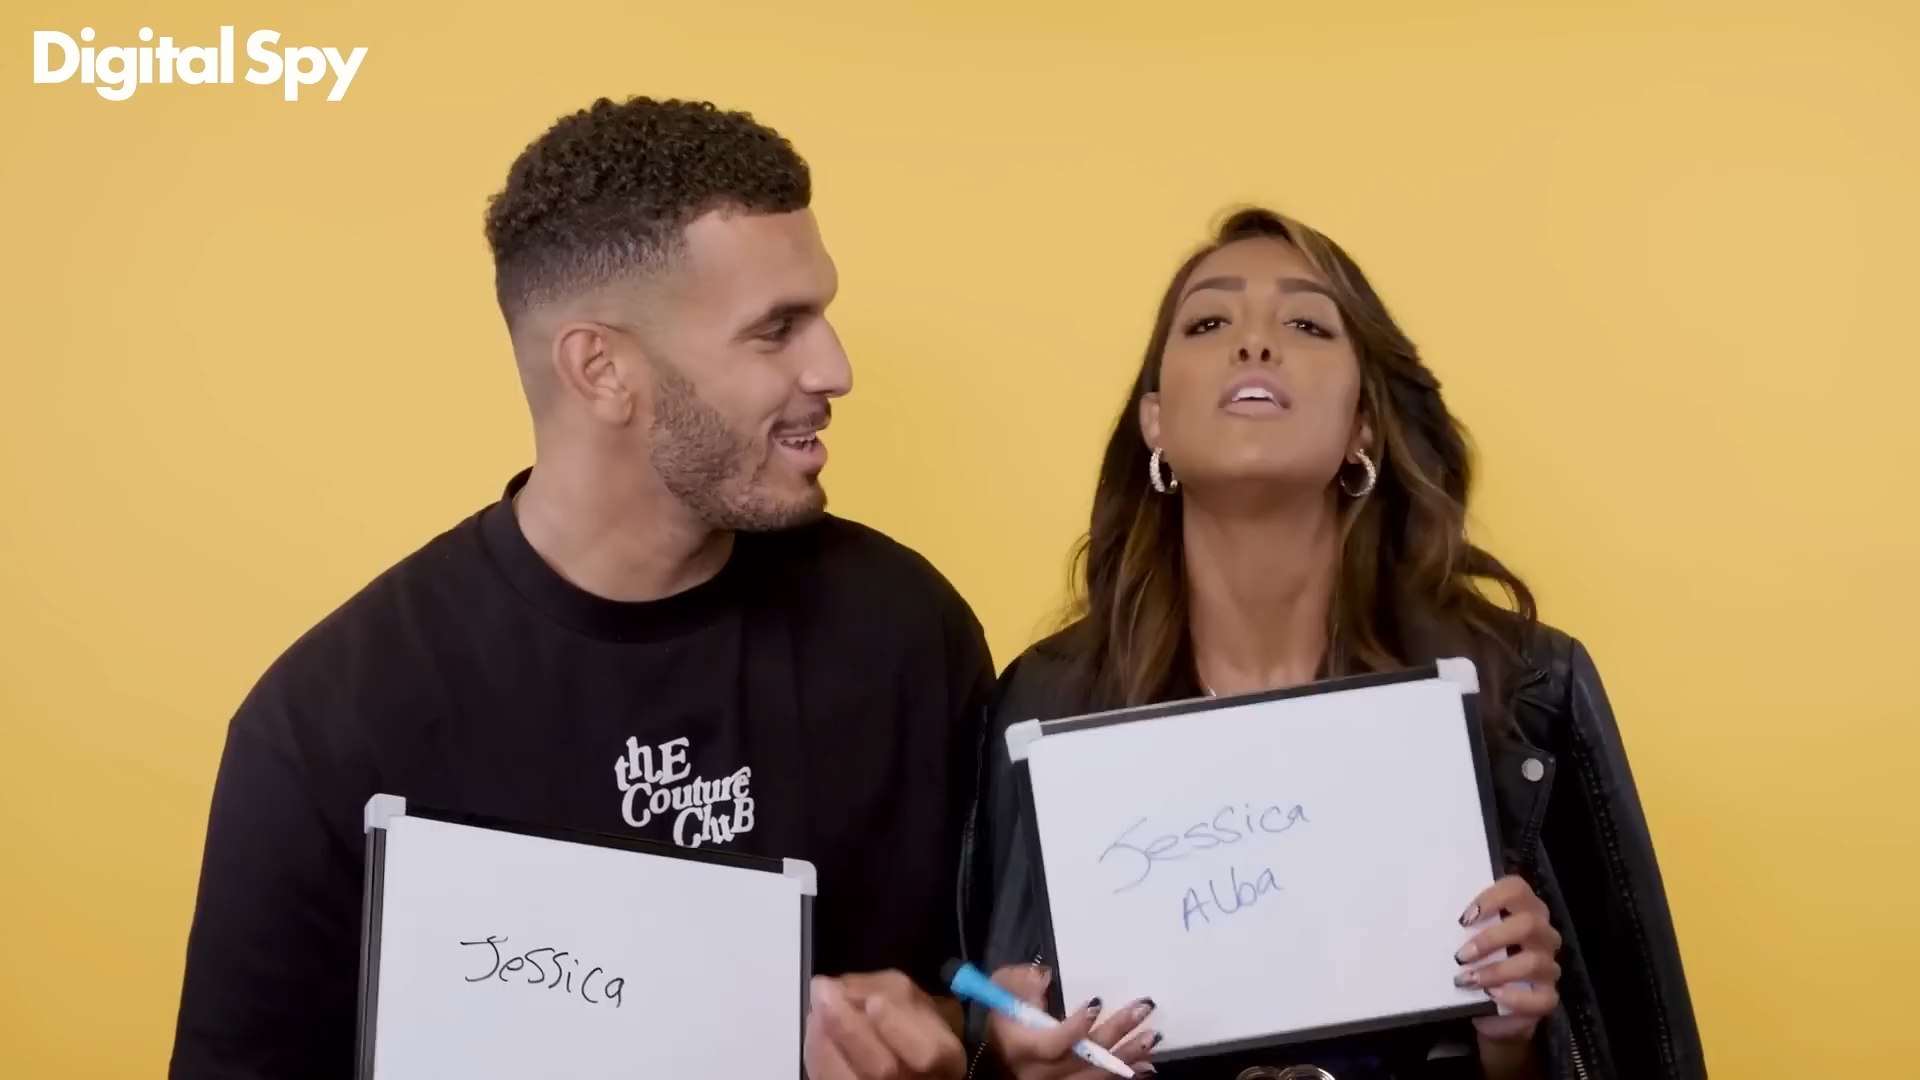 Digital Spy
thE
Couture
CluB
Jessica
Jessica
Alba